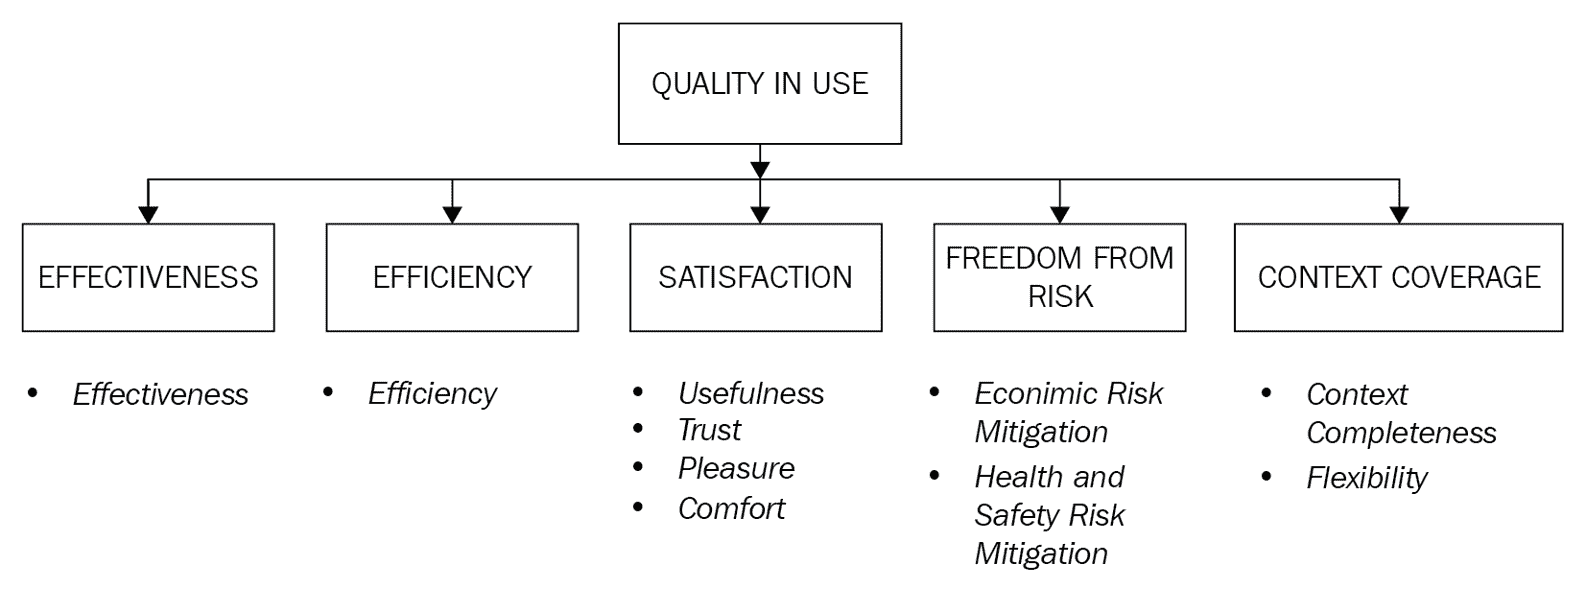 QUALITY IN USE
EFFECTIVENESS
EFFICIENCY
SATISFACTION
FREEDOM FROM
RISK
CONTEXT COVERAGE
• Effectiveness
• Efficiency
• Usefulness
• Trust
• Pleasure
• Comfort
• Econimic Risk
Mitigation
• Health and
Safety Risk
Mitigation
• Context
Completeness
• Flexibility